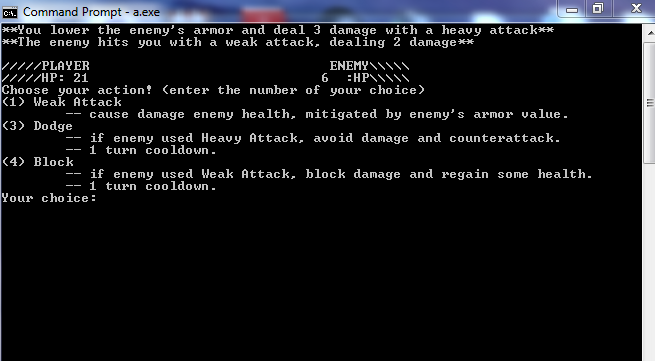 Command Prompt - a.exe
**You lower the enemy's armor and deal 3 damage with a heavy attack**
**The enemy hits you with a weak attack, dealing 2 damage**
/////PLAYER                              ENEMY\\\\\
/////HP: 21                             6  :HP\\\\\
Choose your action! (enter the number of your choice)
(1) Weak Attack
        -- cause damage enemy health, mitigated by enemy's armor value.
(3) Dodge
        -- if enemy used Heavy Attack, avoid damage and counterattack.
        -- 1 turn cooldown.
(4) Block
        -- if enemy used Weak Attack, block damage and regain some health.
        -- 1 turn cooldown.
Your choice: